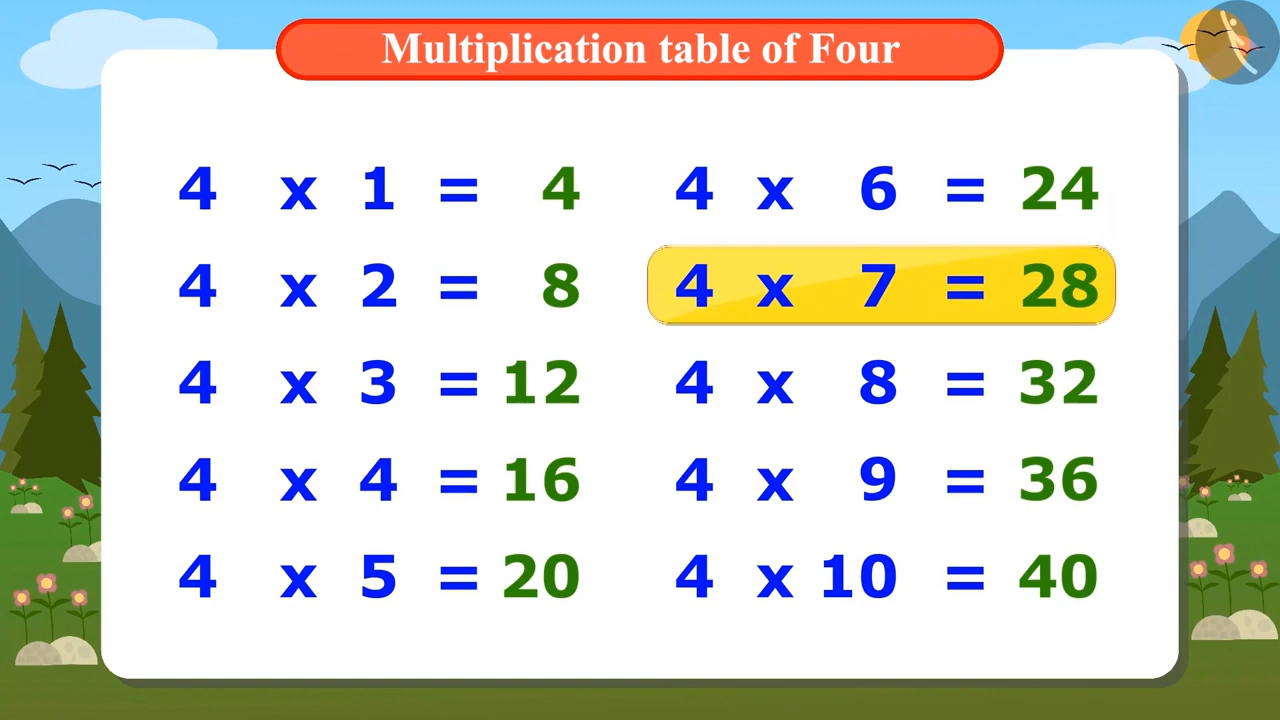 Multiplication table of Four
4 x 1 = 4
4 x 2 = 8
4 x 3 = 12
4 x 4 = 16
4 x 5 = 20
4 x 6 = 24
4 x 7 = 28
4 x 8 = 32
4 x 9 = 36
4 x 10 = 40